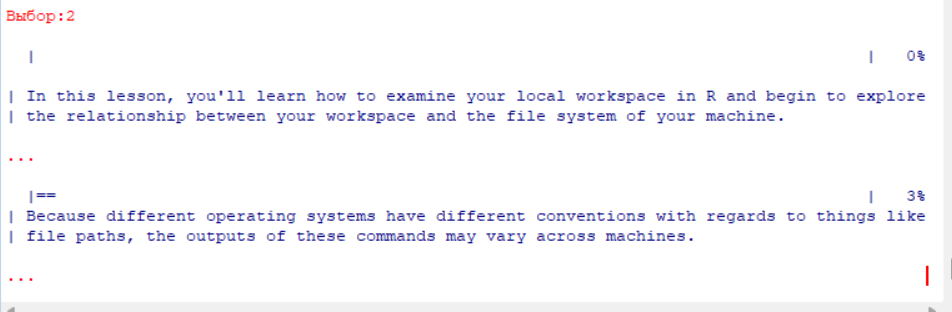 Выбор:2
| | 0%
| In this lesson, you'll learn how to examine your local workspace in R and begin to explore
| the relationship between your workspace and the file system of your machine.
...
|== | 3%
| Because different operating systems have different conventions with regards to things like
| file paths, the outputs of these commands may vary across machines.
...